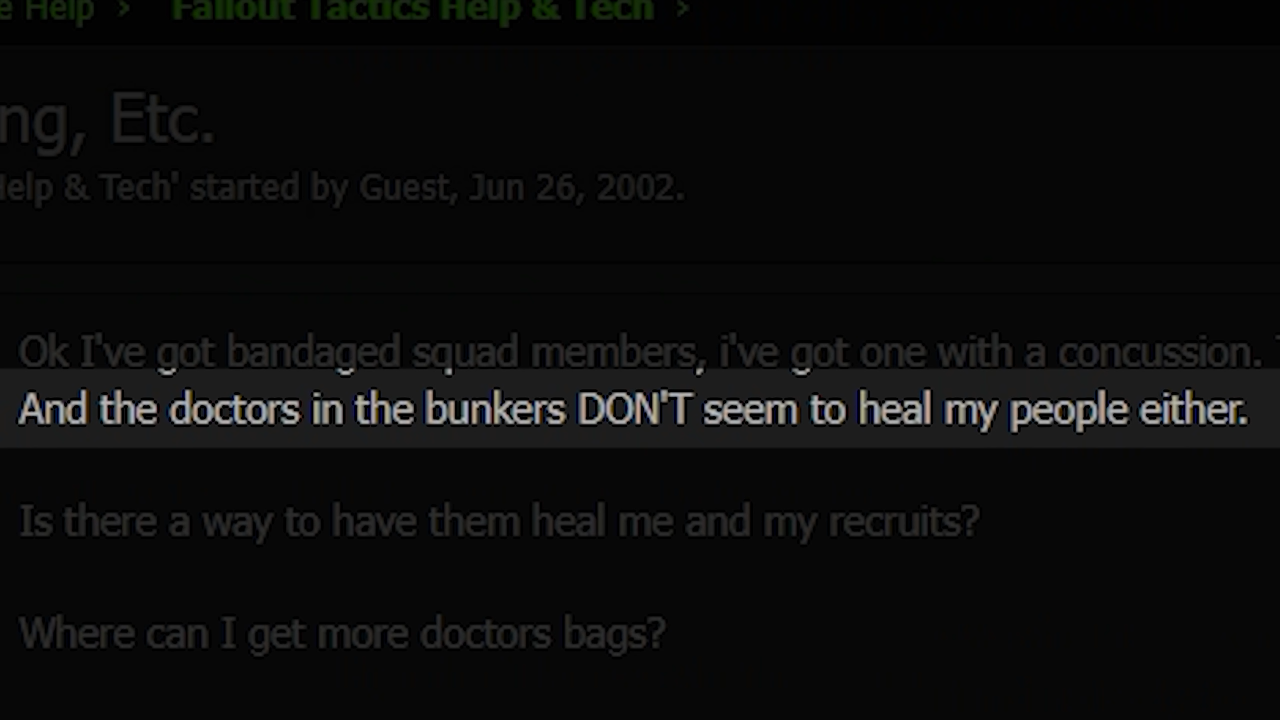 Help › Fallout Tactics Help & Tech ›
ng, Etc.
Help & Tech' started by Guest, Jun 26, 2002.
Ok I've got bandaged squad members, i've got one with a concussion.
And the doctors in the bunkers DON'T seem to heal my people either.
Is there a way to have them heal me and my recruits?
Where can I get more doctors bags?